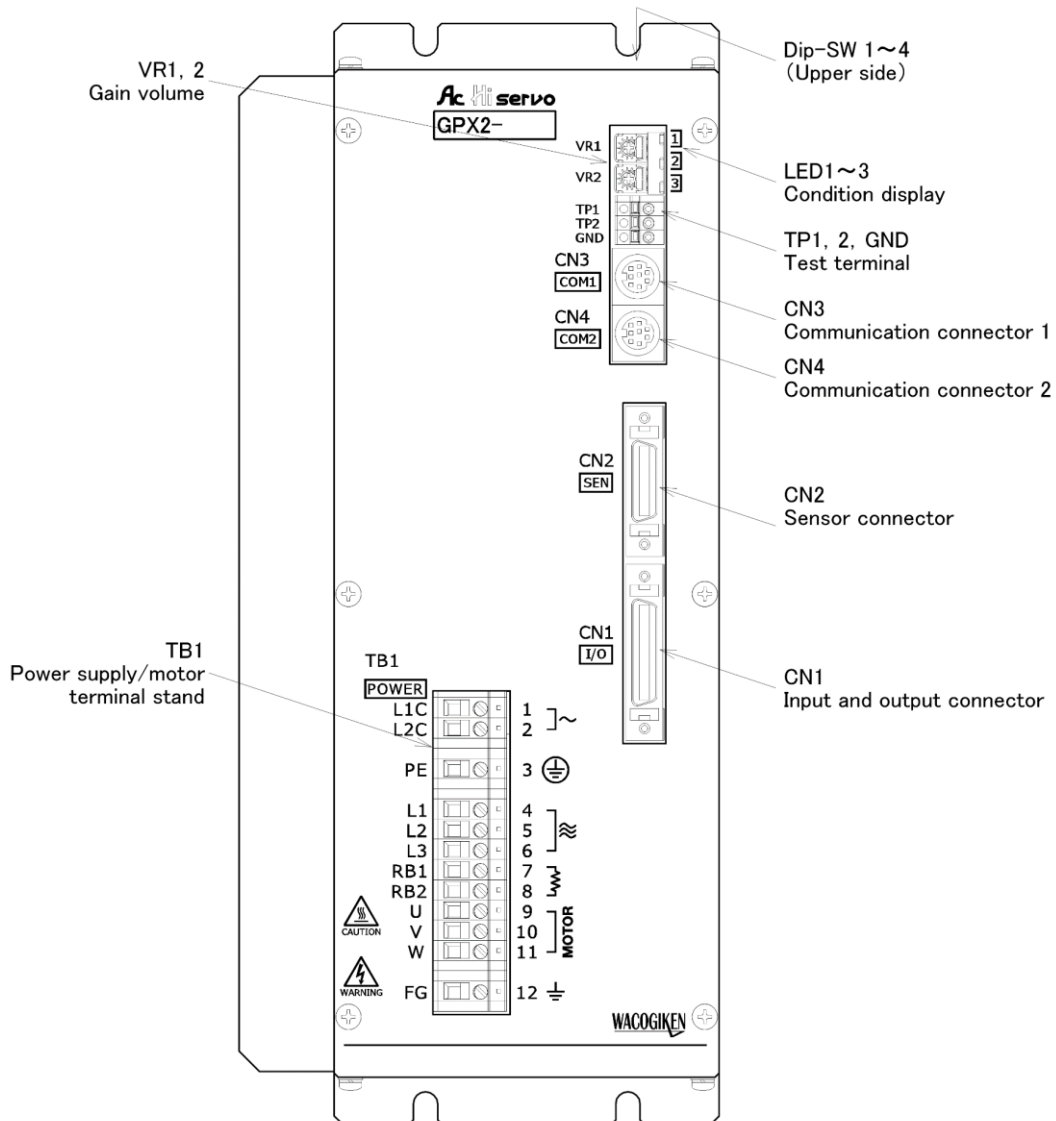 VR1, 2
Gain volume
Dip-SW 1～4
(Upper side)
Ac Hi servo
GPX2-
VR1
VR2
1
2
3
LED1～3
Condition display
TP1
TP2
GND
TP1, 2, GND
Test terminal
CN3
COM1
CN3
Communication connector 1
CN4
COM2
CN4
Communication connector 2
CN2
SEN
CN2
Sensor connector
CN1
I/O
CN1
Input and output connector
TB1
Power supply/motor
terminal stand
TB1
POWER
L1C 1
L2C 2
PE 3
L1 4
L2 5
L3 6
RB1 7
RB2 8
U 9
V 10
W 11
MOTOR
FG 12
CAUTION
WARNING
WACOGIKEN